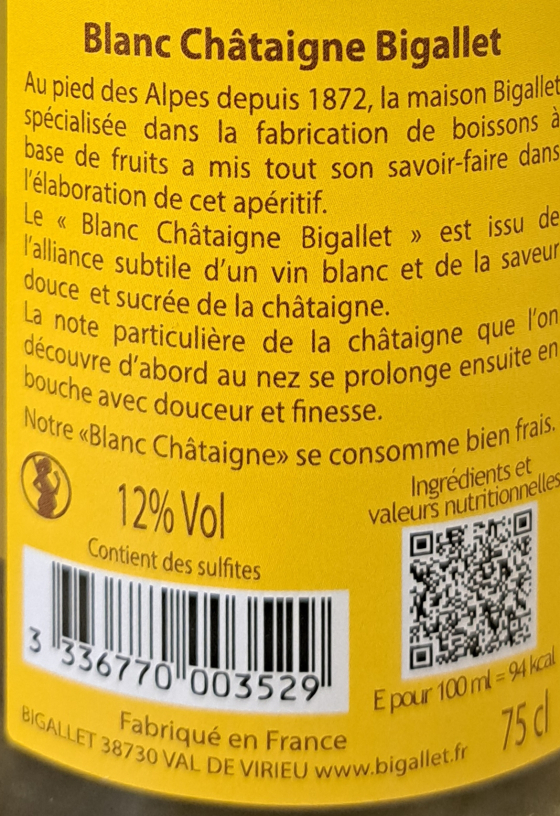 Blanc Châtaigne Bigallet
Au pied des Alpes depuis 1872, la maison Bigallet
spécialisée dans la fabrication de boissons à
base de fruits a mis tout son savoir-faire dans
l'élaboration de cet apéritif.
Le « Blanc Châtaigne Bigallet » est issu de
l'alliance subtile d'un vin blanc et de la saveur
douce et sucrée de la châtaigne.
La note particulière de la châtaigne que l'on
découvre d'abord au nez se prolonge ensuite en
bouche avec douceur et finesse.
Notre «Blanc Châtaigne» se consomme bien frais.
12% Vol
Contient des sulfites
Ingrédients et
valeurs nutritionnelles
3 336770 003529
E pour 100 ml = 94 kcal
75 cl
Fabriqué en France
BIGALLET 38730 VAL DE VIRIEU www.bigallet.fr